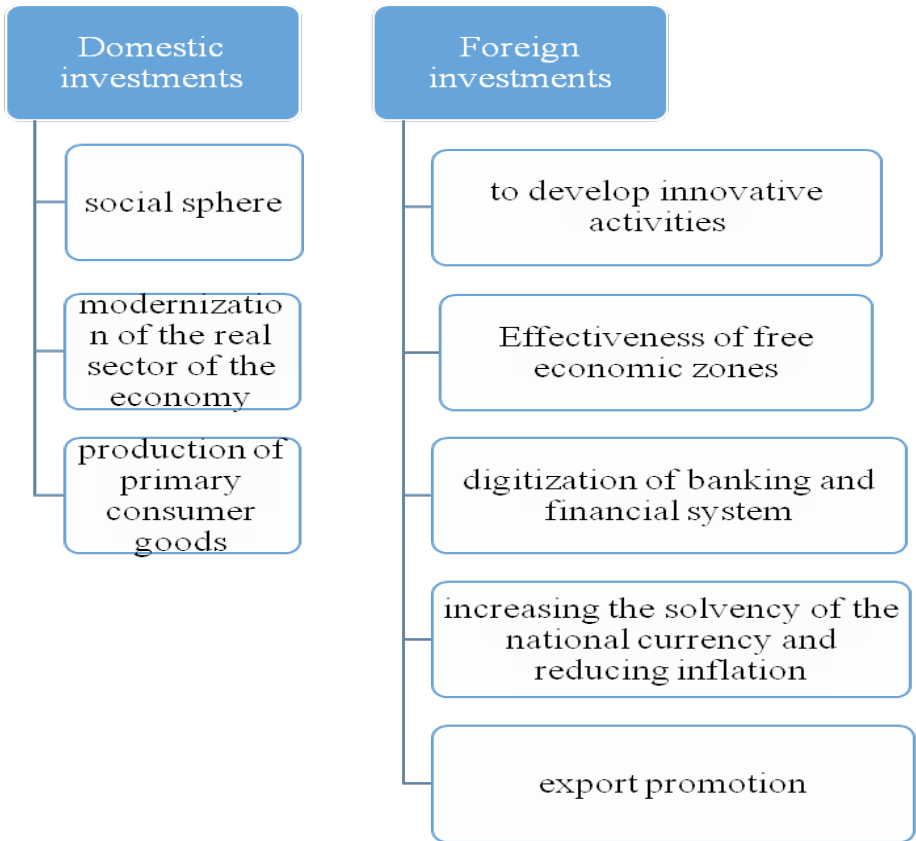 Domestic
investments
social sphere
modernizatio
n of the real
sector of the
economy
production of
primary
consumer
goods
Foreign
investments
to develop innovative
activities
Effectiveness of free
economic zones
digitization of banking and
financial system
increasing the solvency of the
national currency and
reducing inflation
export promotion